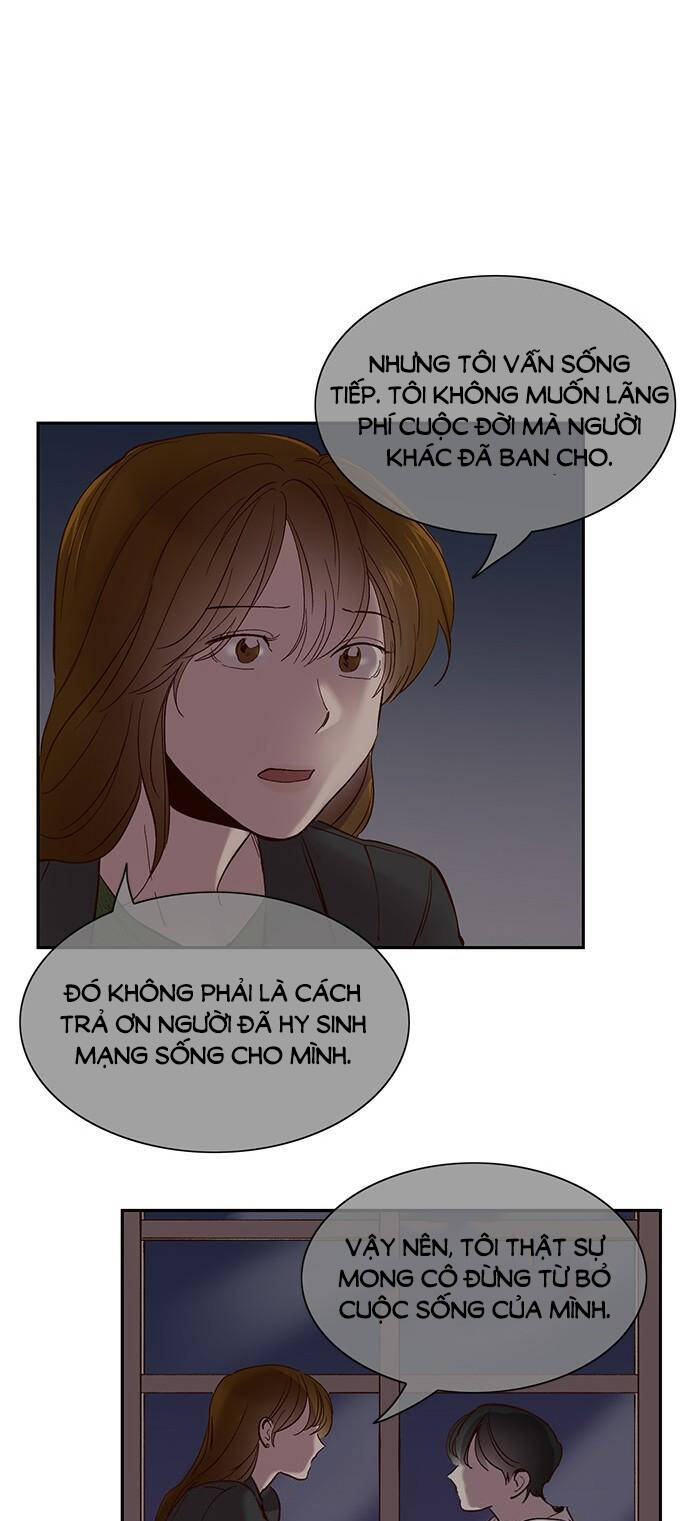 NHƯNG TÔI VẪN SỐNG
TIẾP. TÔI KHÔNG MUỐN LÃNG
PHÍ CUỘC ĐỜI MÀ NGƯỜI
KHÁC ĐÃ BAN CHO.
ĐÓ KHÔNG PHẢI LÀ CÁCH
TRẢ ƠN NGƯỜI ĐÃ HY SINH
MẠNG SỐNG CHO MÌNH.
VẬY NÊN, TÔI THẬT SỰ
MONG CÔ ĐỪNG TỪ BỎ
CUỘC SỐNG CỦA MÌNH.